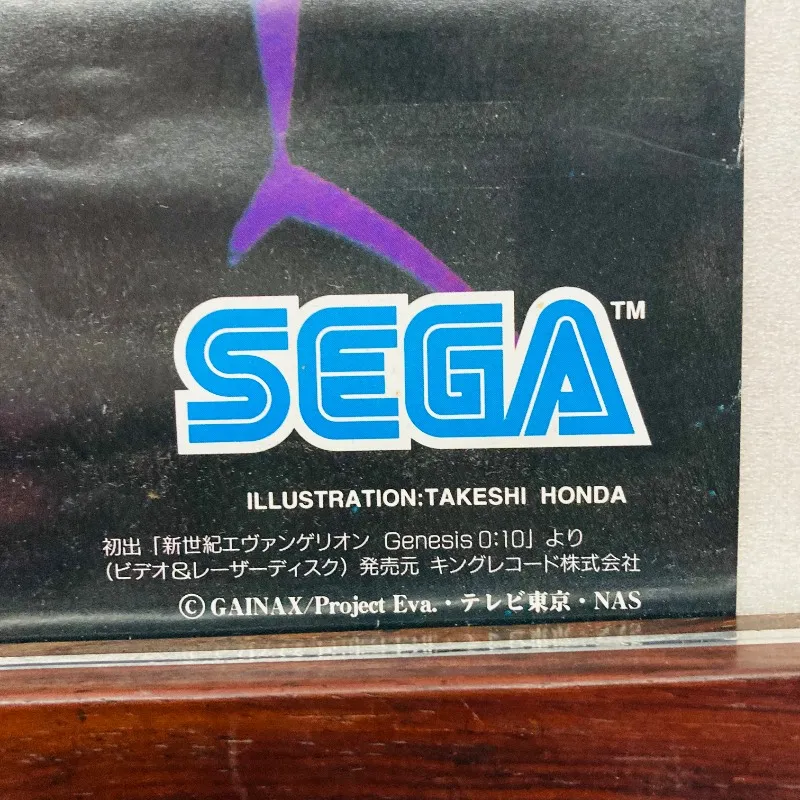 SEGA™
ILLUSTRATION:TAKESHI HONDA
初出「新世紀エヴァンゲリオン Genesis 0:10」より
(ビデオ&レーザーディスク) 発売元 キングレコード株式会社
© GAINAX/Project Eva.・テレビ東京・NAS